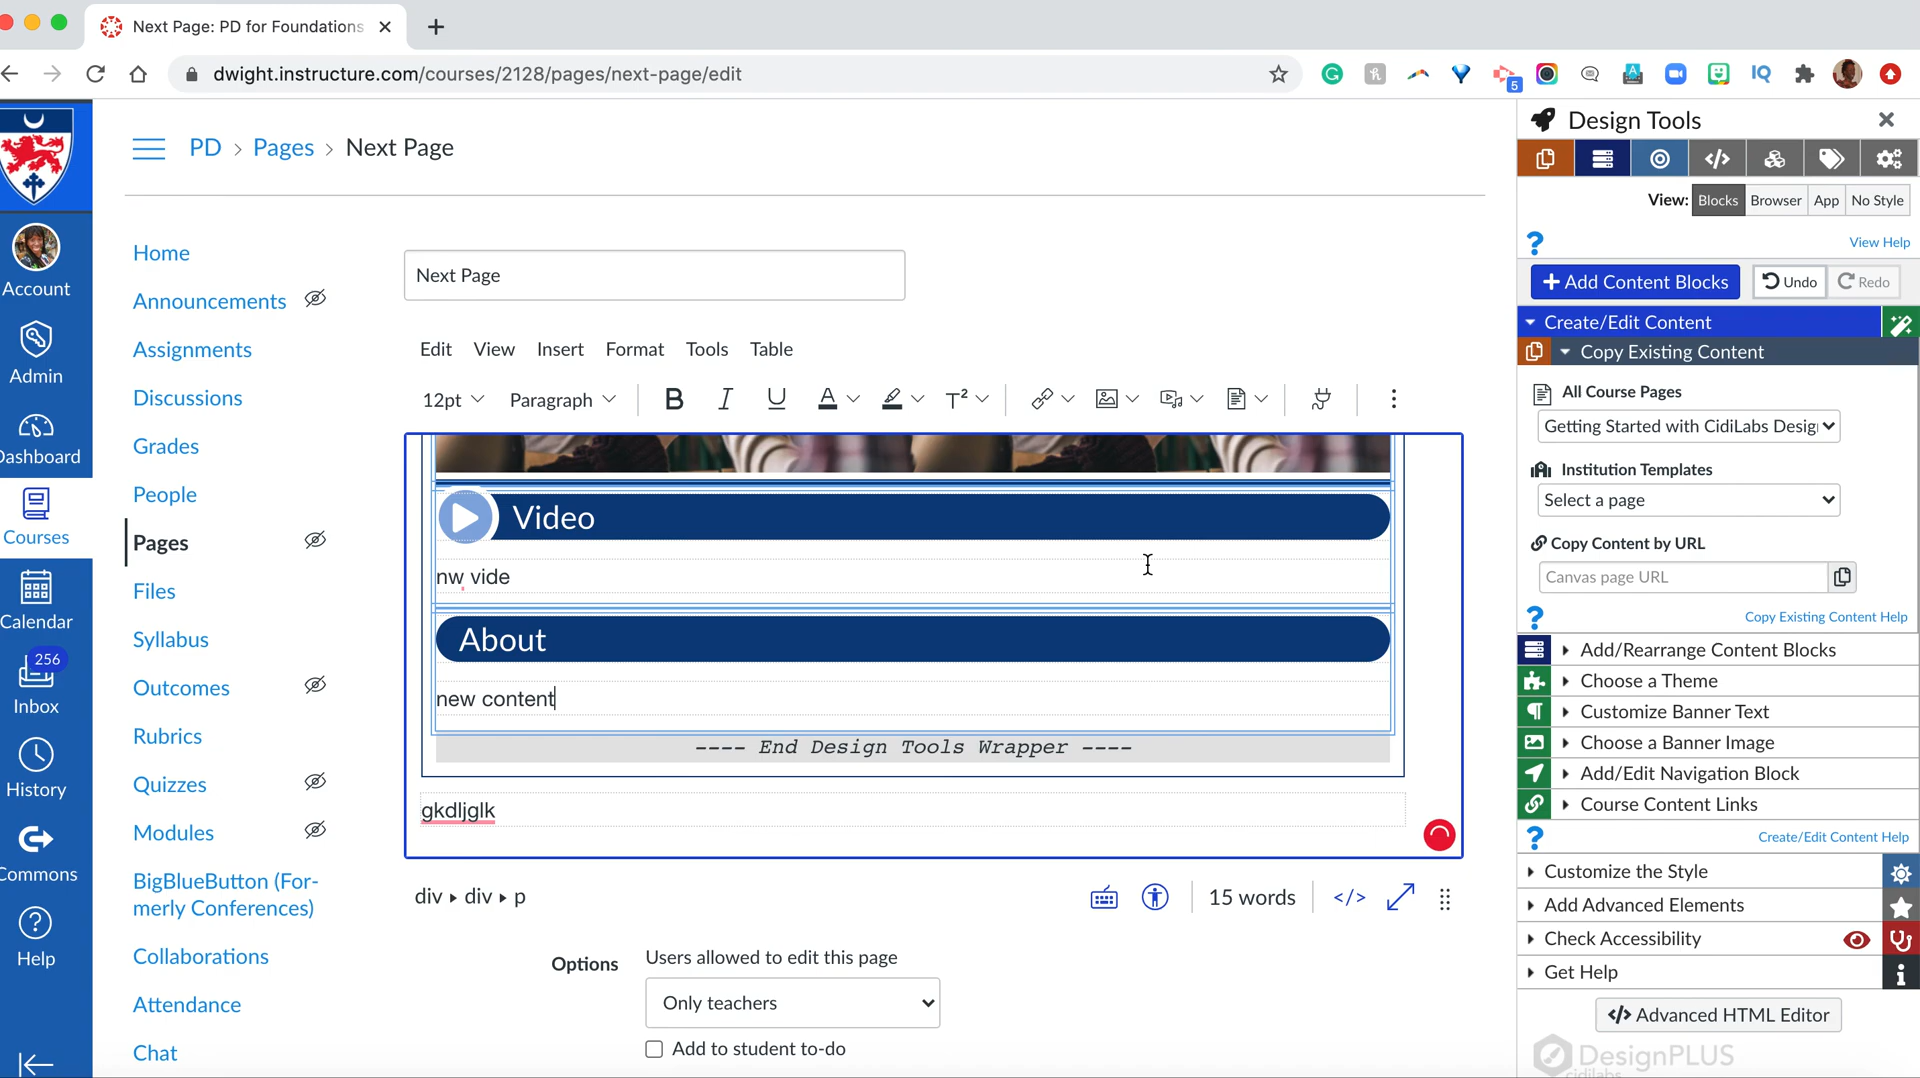 Next Page: PD for Foundations
dwight.instructure.com/courses/2128/pages/next-page/edit
5
IQ
Account
Admin
Dashboard
Courses
Calendar
256
Inbox
History
Commons
Help
PD > Pages > Next Page
Home
Announcements
Assignments
Discussions
Grades
People
Pages
Files
Syllabus
Outcomes
Rubrics
Quizzes
Modules
BigBlueButton (For-
merly Conferences)
Collaborations
Attendance
Chat
Next Page
Edit View Insert Format Tools Table
12pt Paragraph B I U A T²
Video
nw vide
About
new content
---- End Design Tools Wrapper ----
gkdljglk
div ▸ div ▸ p
15 words </>
Options
Users allowed to edit this page
Only teachers
Add to student to-do
Design Tools
View: Blocks Browser App No Style
View Help
+ Add Content Blocks Undo Redo
Create/Edit Content
Copy Existing Content
All Course Pages
Getting Started with CidiLabs Desig
Institution Templates
Select a page
Copy Content by URL
Canvas page URL
Copy Existing Content Help
Add/Rearrange Content Blocks
Choose a Theme
Customize Banner Text
Choose a Banner Image
Add/Edit Navigation Block
Course Content Links
Create/Edit Content Help
Customize the Style
Add Advanced Elements
Check Accessibility
Get Help
</> Advanced HTML Editor
DesignPLUS
cidilabs